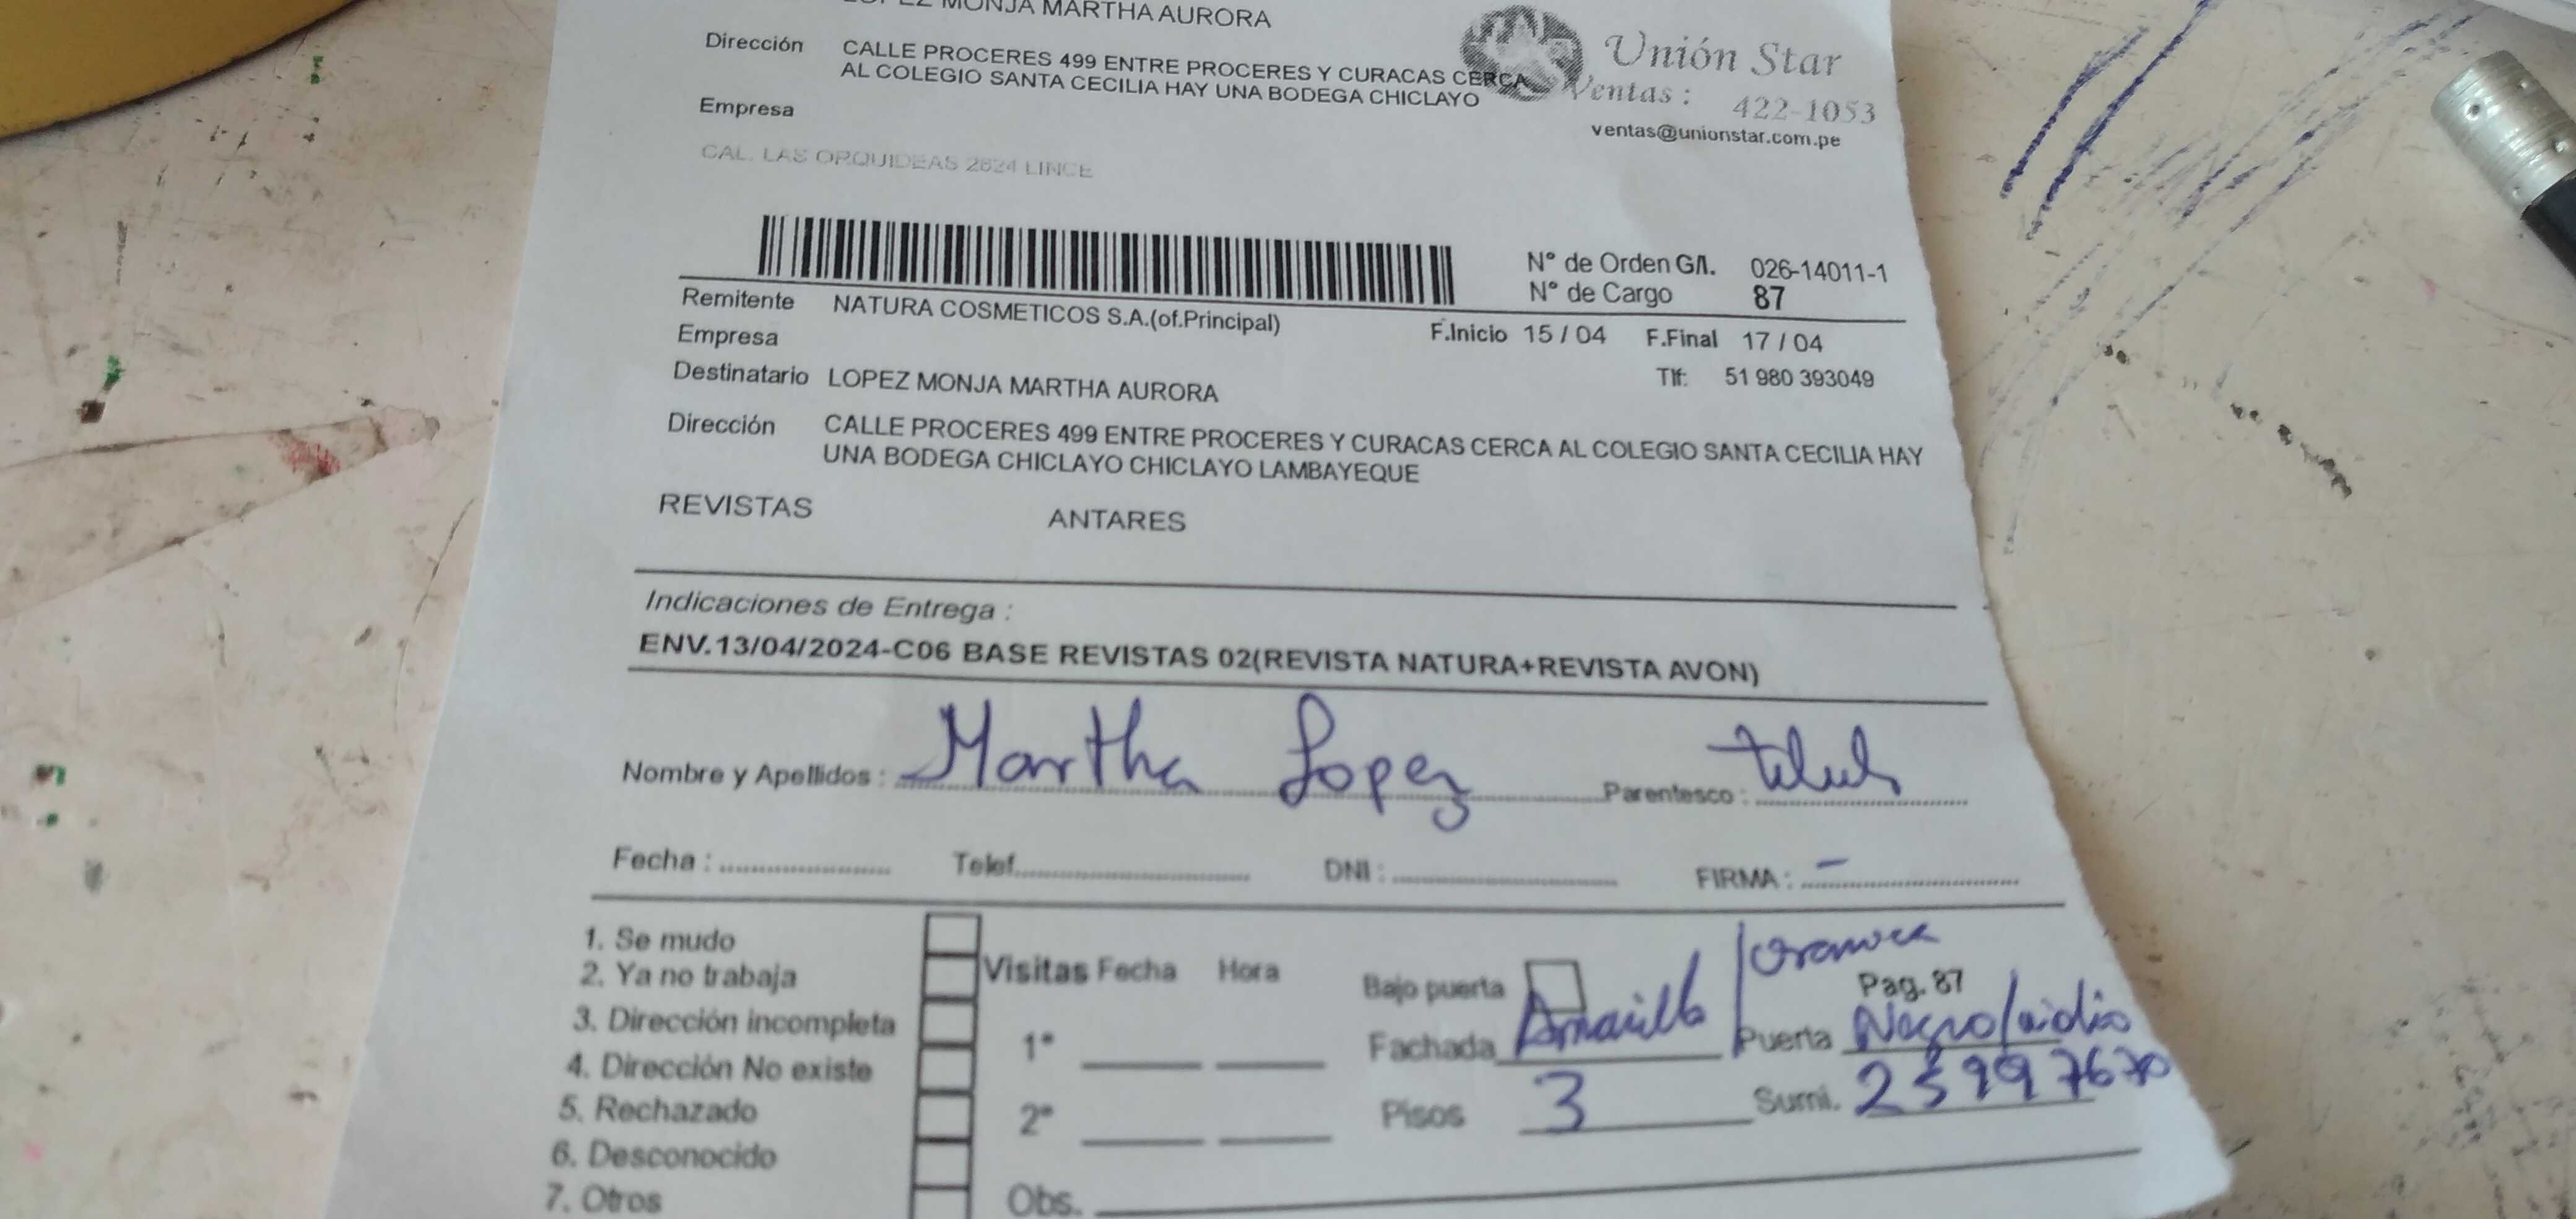 LOPEZ MONJA MARTHA AURORA
Dirección CALLE PROCERES 499 ENTRE PROCERES Y CURACAS CERCA
AL COLEGIO SANTA CECILIA HAY UNA BODEGA CHICLAYO
Unión Star
Ventas : 422-1053
ventas@unionstar.com.pe
Empresa
CAL. LAS ORQUIDEAS 2624 LINCE
N° de Orden G/I. 026-14011-1
N° de Cargo 87
Remitente NATURA COSMETICOS S.A.(of.Principal)
Empresa F.Inicio 15 / 04 F.Final 17 / 04
Destinatario LOPEZ MONJA MARTHA AURORA Tlf: 51 980 393049
Dirección CALLE PROCERES 499 ENTRE PROCERES Y CURACAS CERCA AL COLEGIO SANTA CECILIA HAY
UNA BODEGA CHICLAYO CHICLAYO LAMBAYEQUE
REVISTAS ANTARES
Indicaciones de Entrega :
ENV.13/04/2024-C06 BASE REVISTAS 02(REVISTA NATURA+REVISTA AVON)
Nombre y Apellidos : Martha Lopez Parentesco :
Fecha : Telef. DNI : FIRMA : -
1. Se mudo
2. Ya no trabaja
3. Dirección incompleta
4. Dirección No existe
5. Rechazado
6. Desconocido
7. Otros
Visitas Fecha Hora
1°
2°
Obs.
Bajo puerta
Pag. 87
Fachada Amarillo / Puerta Negro/vidrio
Pisos 3 Sumi.